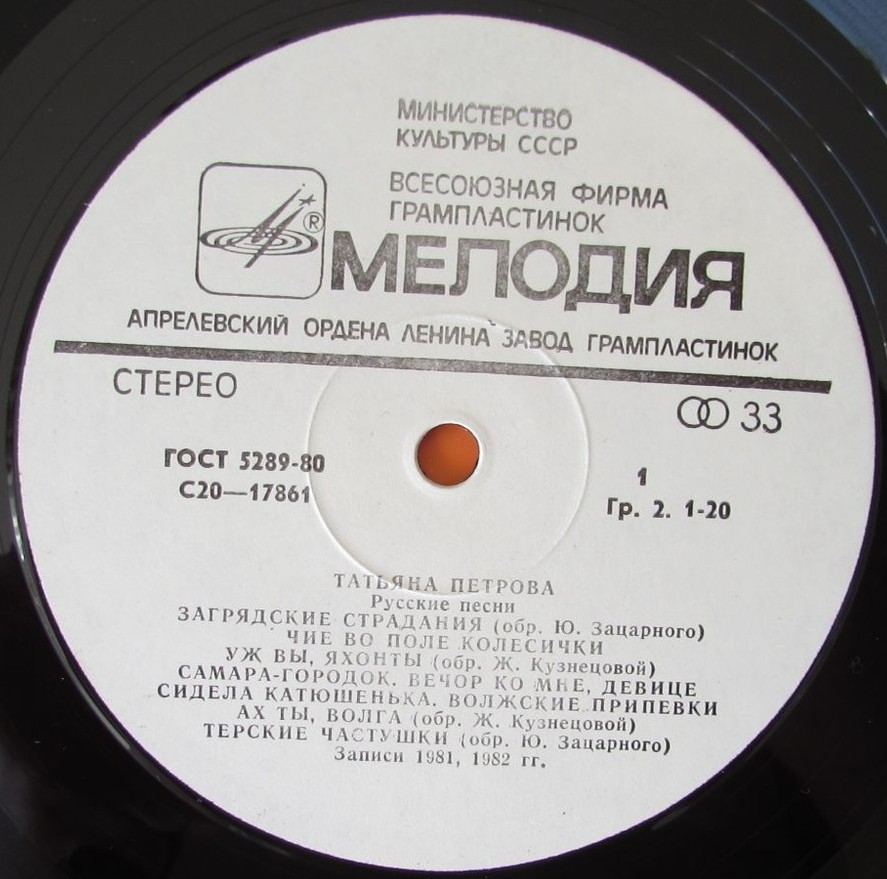 МИНИСТЕРСТВО
КУЛЬТУРЫ СССР
ВСЕСОЮЗНАЯ ФИРМА
ГРАМПЛАСТИНОК
®
МЕЛОДИЯ
АПРЕЛЕВСКИЙ ОРДЕНА ЛЕНИНА ЗАВОД ГРАМПЛАСТИНОК
СТЕРЕО
33
ГОСТ 5289-80
С20—17861
1
Гр. 2. 1-20
ТАТЬЯНА ПЕТРОВА
Русские песни
ЗАГРЯДСКИЕ СТРАДАНИЯ (обр. Ю. Зацарного)
ЧИЕ ВО ПОЛЕ КОЛЕСИЧКИ
УЖ ВЫ, ЯХОНТЫ (обр. Ж. Кузнецовой)
САМАРА-ГОРОДОК. ВЕЧОР КО МНЕ, ДЕВИЦЕ
СИДЕЛА КАТЮШЕНЬКА. ВОЛЖСКИЕ ПРИПЕВКИ
АХ ТЫ, ВОЛГА (обр. Ж. Кузнецовой)
ТЕРСКИЕ ЧАСТУШКИ (обр. Ю. Зацарного)
Записи 1981, 1982 гг.